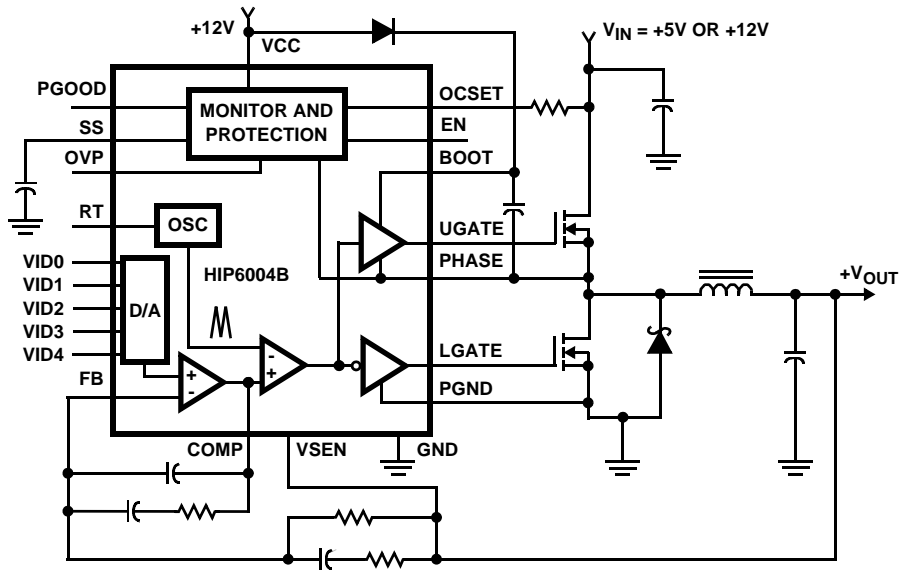 +12V
VCC
V_IN = +5V OR +12V
PGOOD
SS
OVP
RT
VID0
VID1
VID2
VID3
VID4
FB
MONITOR AND
PROTECTION
OSC
HIP6004B
D/A
+
-
-
+
OCSET
EN
BOOT
UGATE
PHASE
LGATE
PGND
+V_OUT
COMP
VSEN
GND